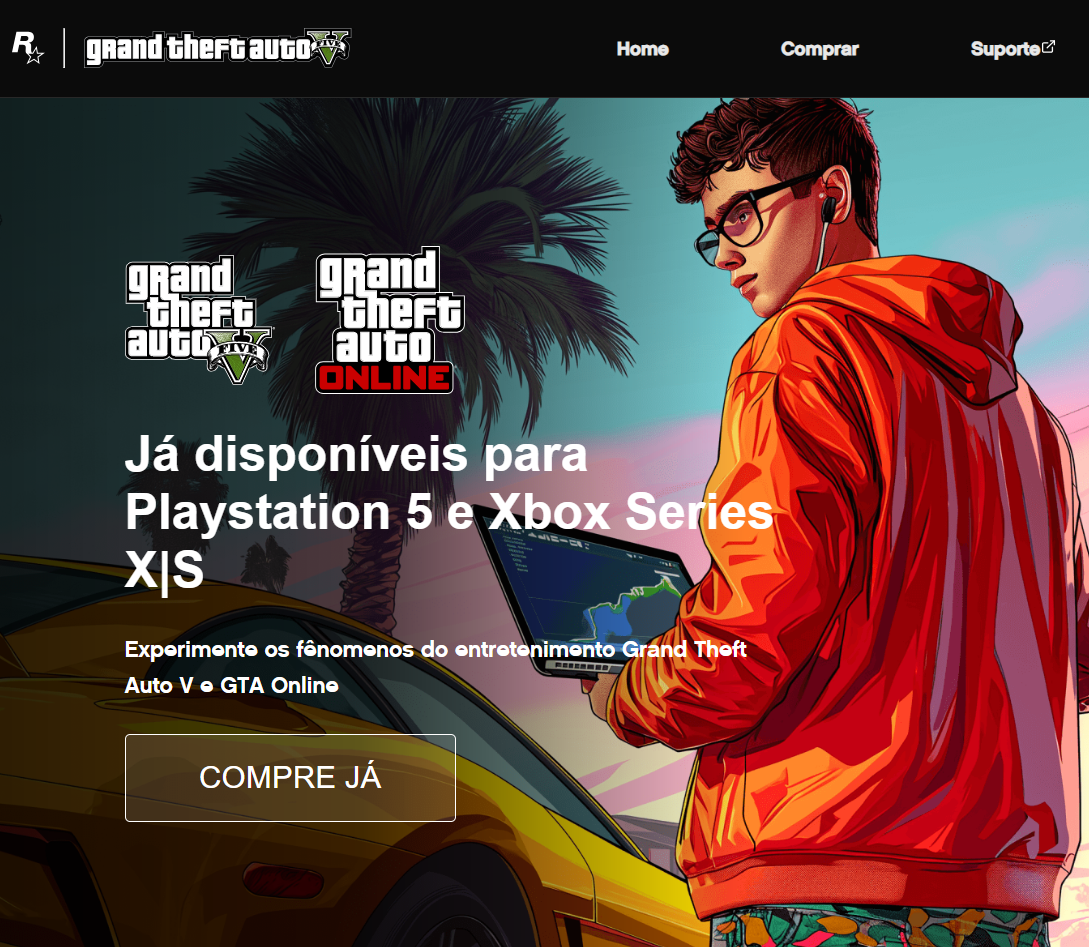 R
grand theft auto V
FIVE
Home
Comprar
Suporte
grand
theft
auto V
FIVE
grand
theft
auto
ONLINE
Já disponíveis para
Playstation 5 e Xbox Series
X|S
Experimente os fênomenos do entretenimento Grand Theft
Auto V e GTA Online
COMPRE JÁ